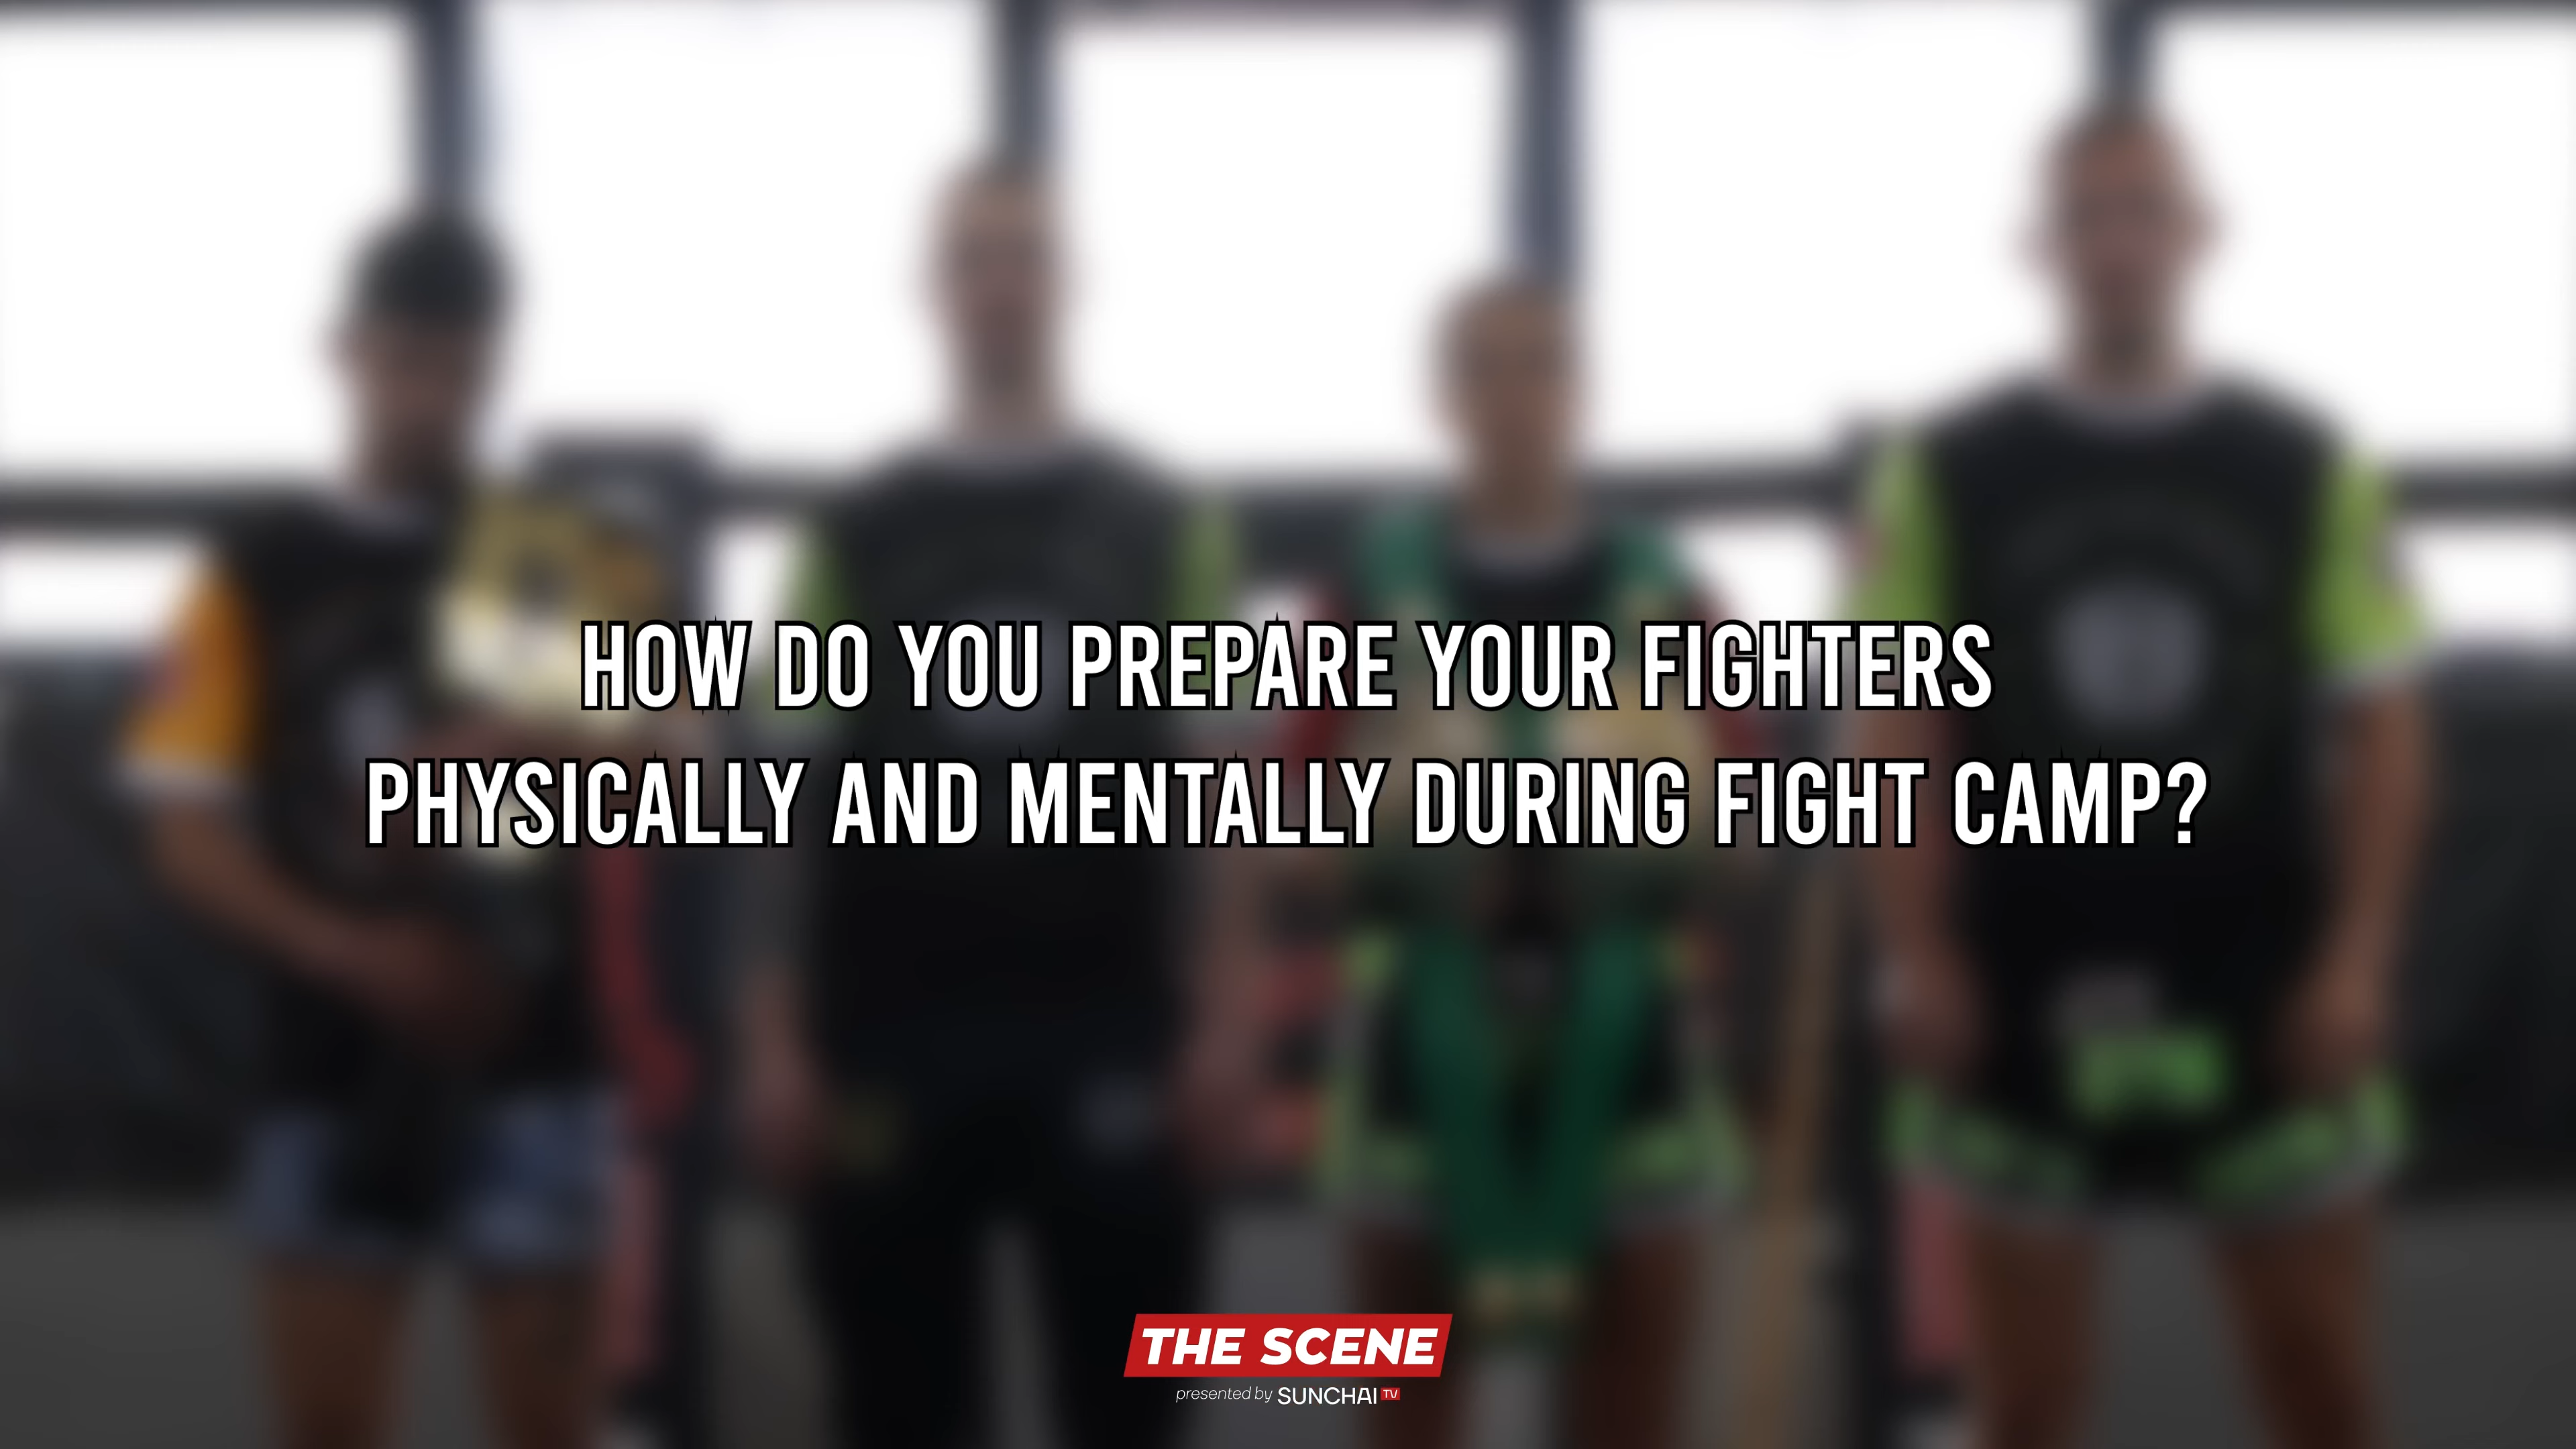 HOW DO YOU PREPARE YOUR FIGHTERS
PHYSICALLY AND MENTALLY DURING FIGHT CAMP?
THE SCENE
presented by SUNCHAI TV